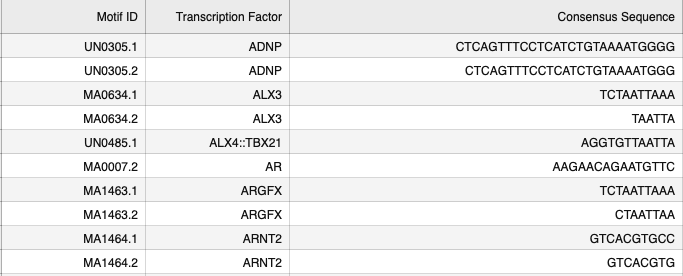 Motif ID Transcription Factor Consensus Sequence
UN0305.1 ADNP CTCAGTTTCCTCATCTGTAAAATGGGG
UN0305.2 ADNP CTCAGTTTCCTCATCTGTAAAATGGG
MA0634.1 ALX3 TCTAATTAAA
MA0634.2 ALX3 TAATTA
UN0485.1 ALX4::TBX21 AGGTGTTAATTA
MA0007.2 AR AAGAACAGAATGTTC
MA1463.1 ARGFX TCTAATTAAA
MA1463.2 ARGFX CTAATTAA
MA1464.1 ARNT2 GTCACGTGCC
MA1464.2 ARNT2 GTCACGTG